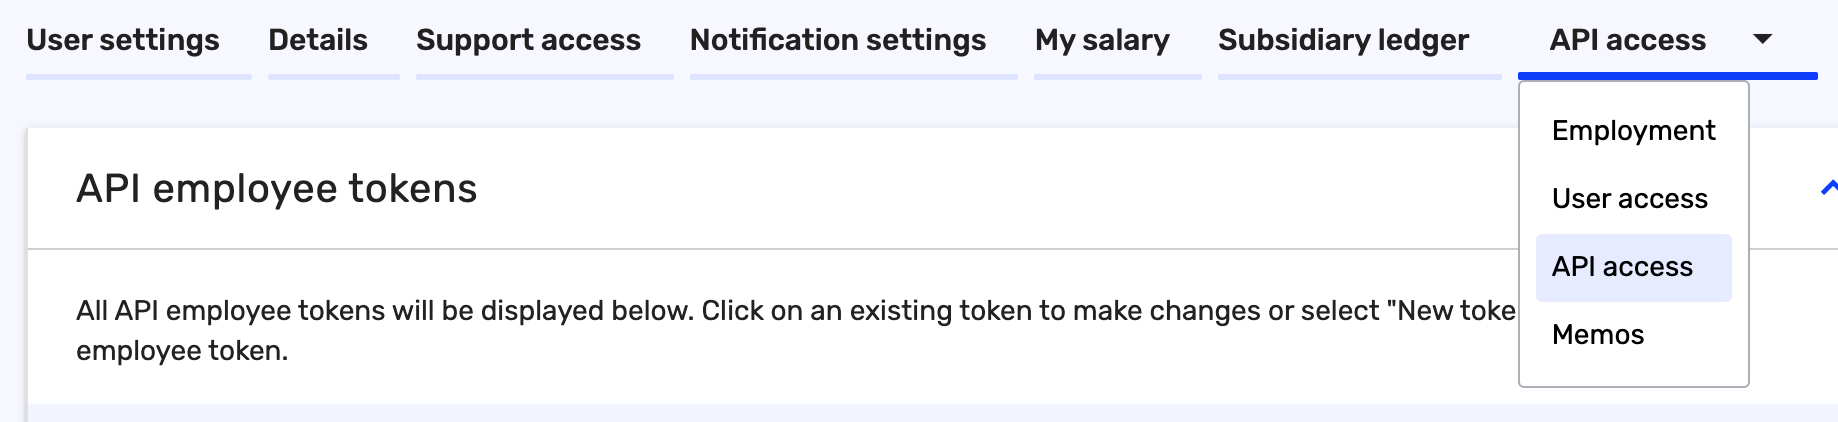 User settings Details Support access Notification settings My salary Subsidiary ledger API access
Employment
User access
API access
Memos
API employee tokens
All API employee tokens will be displayed below. Click on an existing token to make changes or select "New toke
employee token.